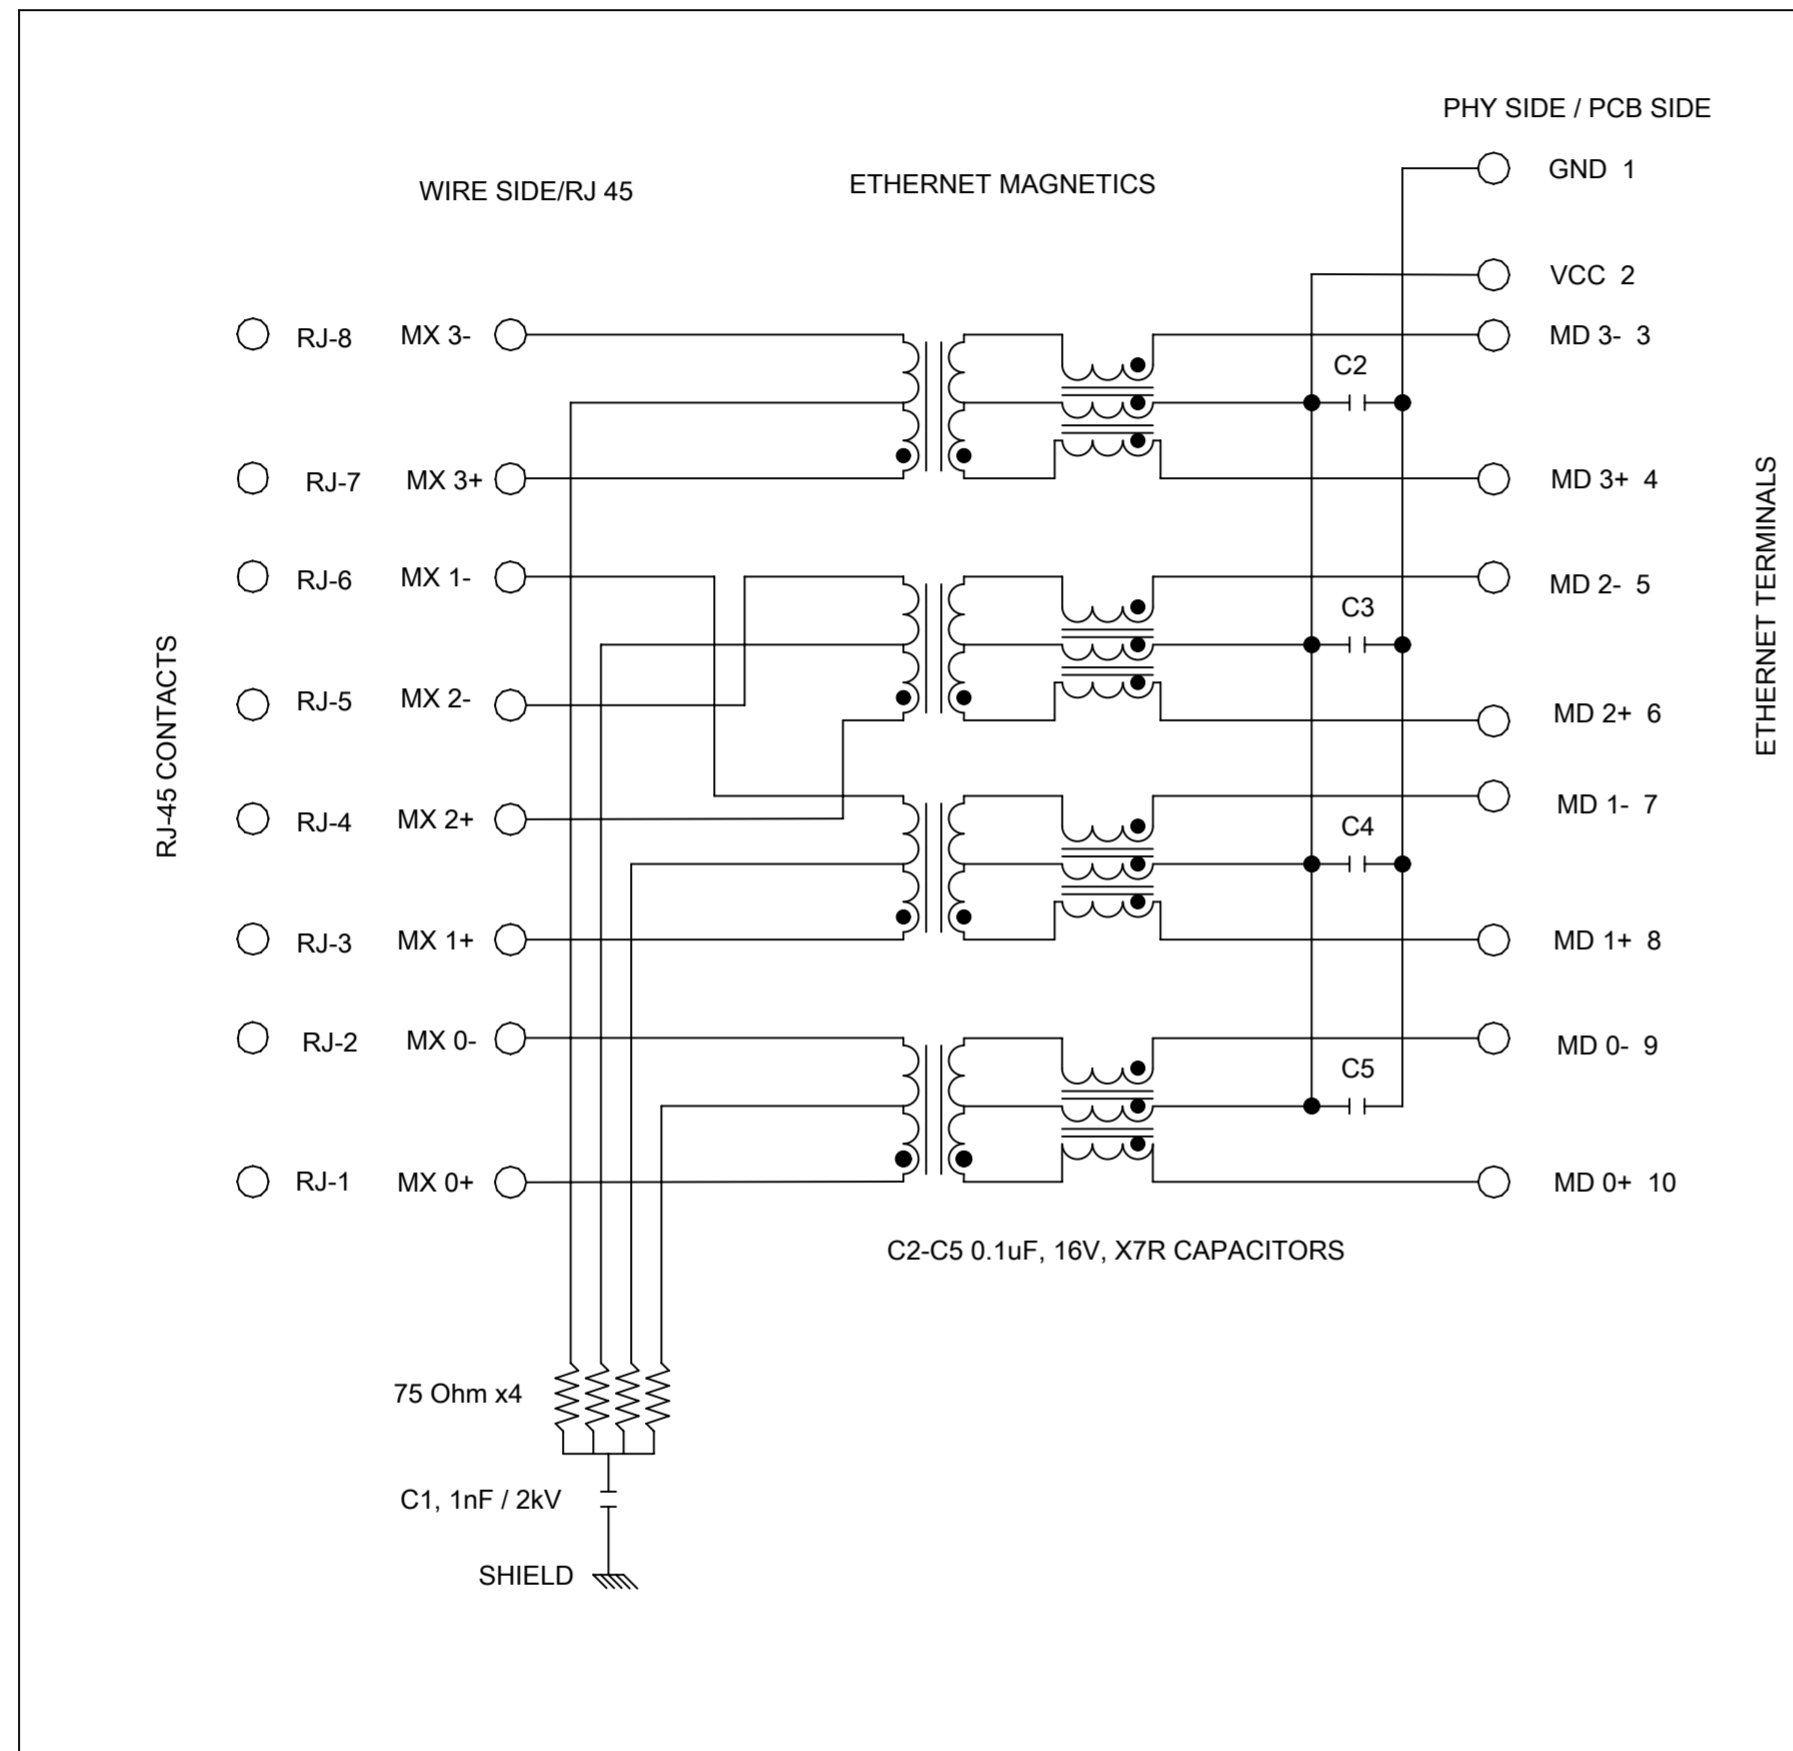 PHY SIDE / PCB SIDE
GND 1
WIRE SIDE/RJ 45
ETHERNET MAGNETICS
VCC 2
RJ-8 MX 3-
MD 3- 3
C2
RJ-7 MX 3+
MD 3+ 4
RJ-6 MX 1-
MD 2- 5
C3
RJ-5 MX 2-
MD 2+ 6
RJ-45 CONTACTS
ETHERNET TERMINALS
RJ-4 MX 2+
MD 1- 7
C4
RJ-3 MX 1+
MD 1+ 8
RJ-2 MX 0-
MD 0- 9
C5
RJ-1 MX 0+
MD 0+ 10
C2-C5 0.1uF, 16V, X7R CAPACITORS
75 Ohm x4
C1, 1nF / 2kV
SHIELD